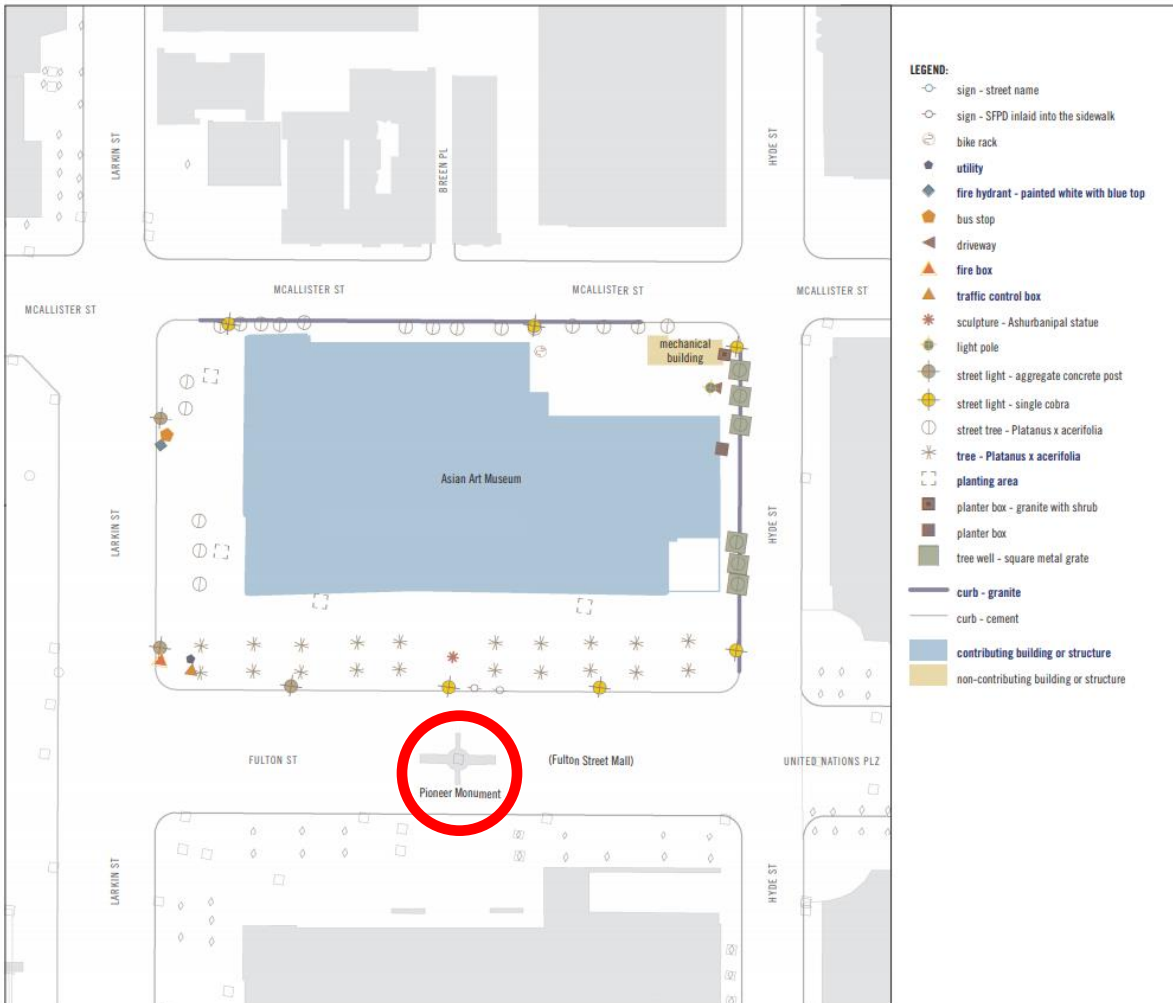 LARKIN ST
BREEN PL
HYDE ST
MCALLISTER ST
MCALLISTER ST
MCALLISTER ST
MCALLISTER ST
mechanical
building
Asian Art Museum
LARKIN ST
HYDE ST
FULTON ST
(Fulton Street Mall)
UNITED NATIONS PLZ
Pioneer Monument
LARKIN ST
HYDE ST
LEGEND:
sign - street name
sign - SFPD inlaid into the sidewalk
bike rack
utility
fire hydrant - painted white with blue top
bus stop
driveway
fire box
traffic control box
sculpture - Ashurbanipal statue
light pole
street light - aggregate concrete post
street light - single cobra
street tree - Platanus x acerifolia
tree - Platanus x acerifolia
planting area
planter box - granite with shrub
planter box
tree well - square metal grate
curb - granite
curb - cement
contributing building or structure
non-contributing building or structure